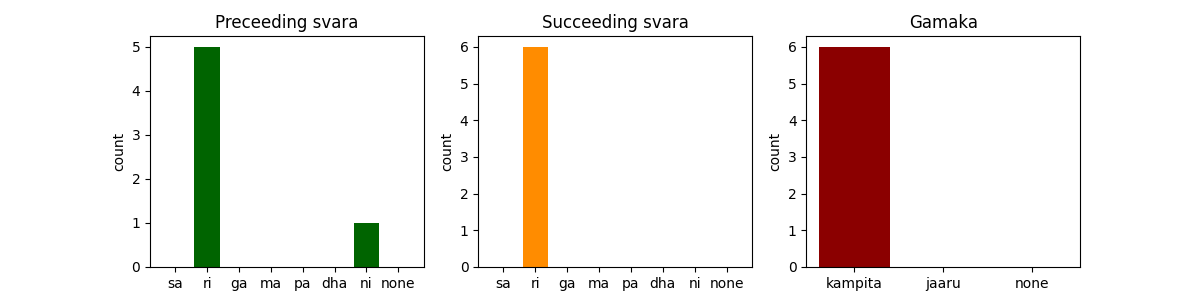 Preceeding svara
count
5
4
3
2
1
0
sa ri ga ma pa dha ni none
Succeeding svara
count
6
5
4
3
2
1
0
sa ri ga ma pa dha ni none
Gamaka
count
6
5
4
3
2
1
0
kampita jaaru none